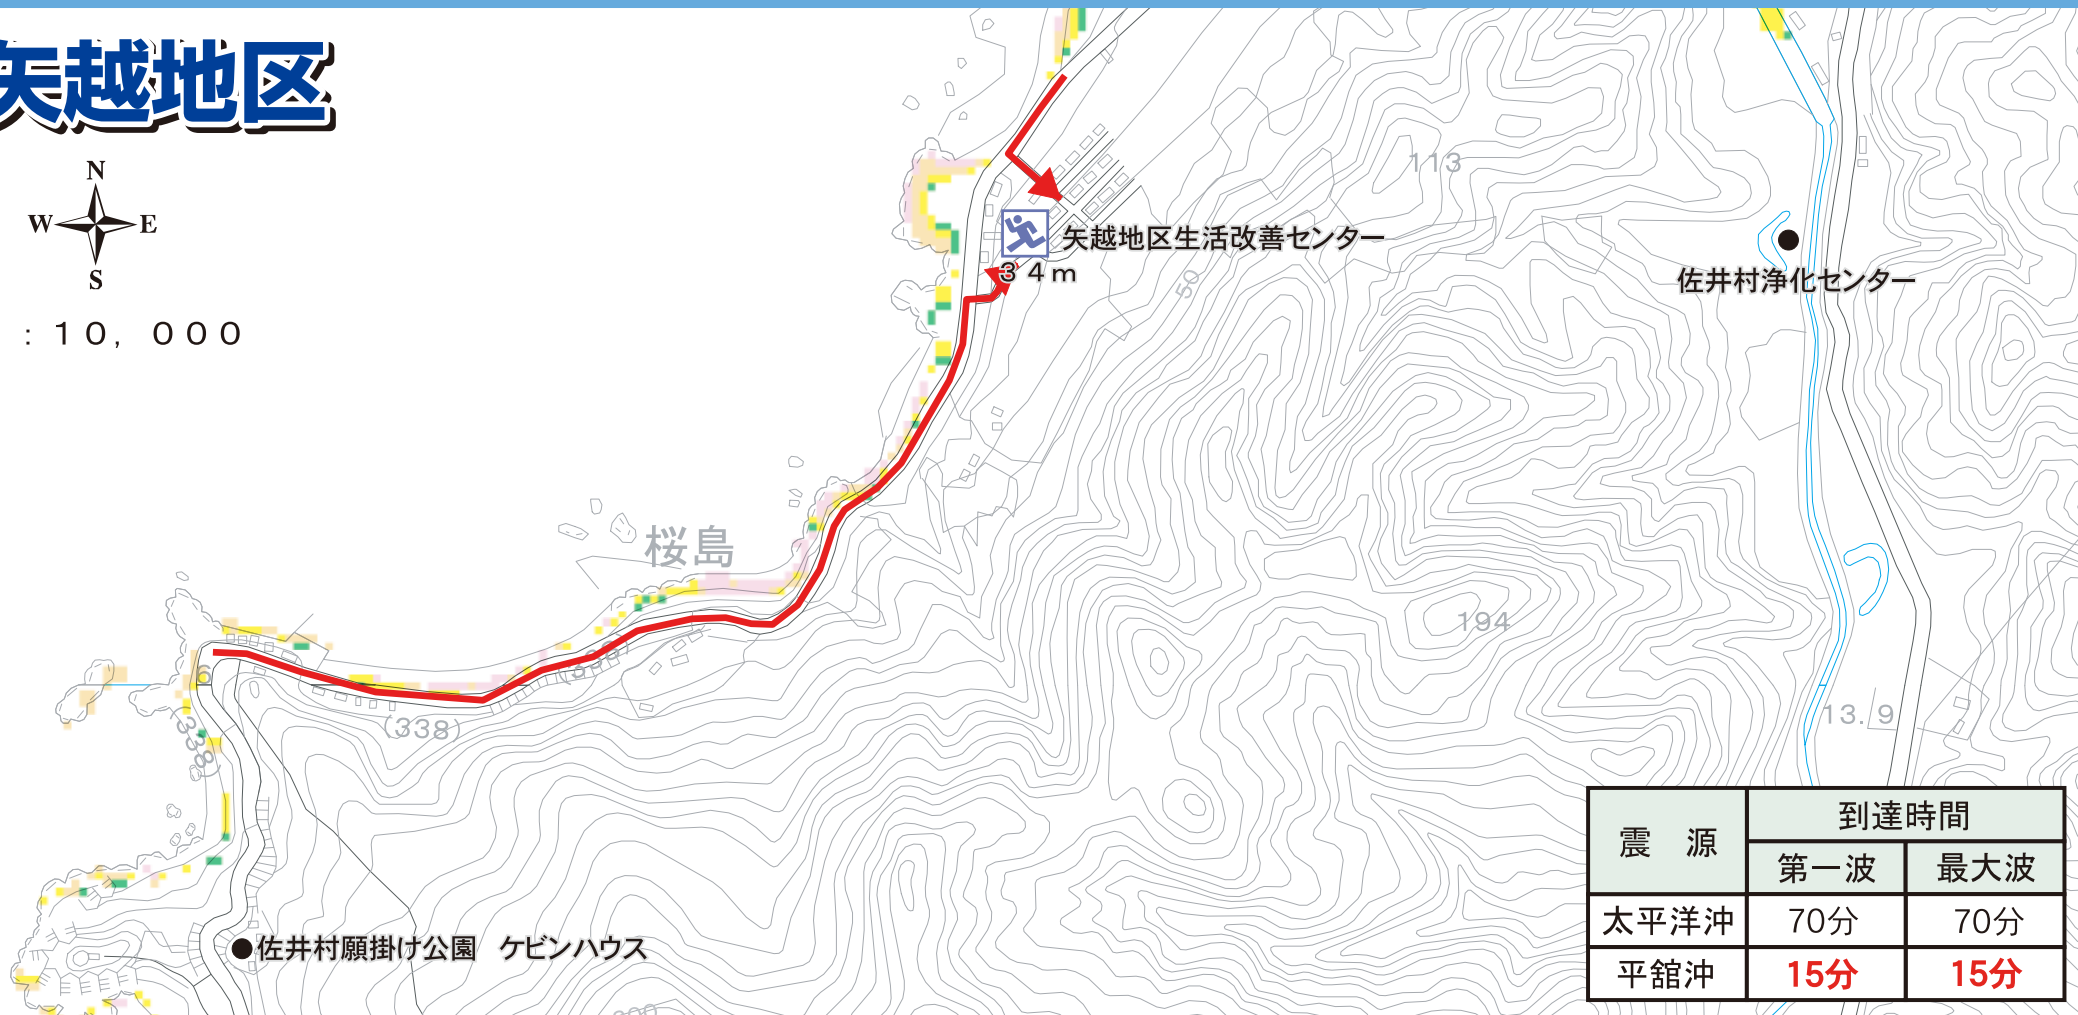 矢越地区
N
W E
S
: 10, 000
113
矢越地区生活改善センター
34m
50
佐井村浄化センター
桜島
194
6
(338)
(338)
(338)
13. 9
震 源 到達時間
第一波 最大波
太平洋沖 70分 70分
平舘沖 15分 15分
佐井村願掛け公園 ケビンハウス
200